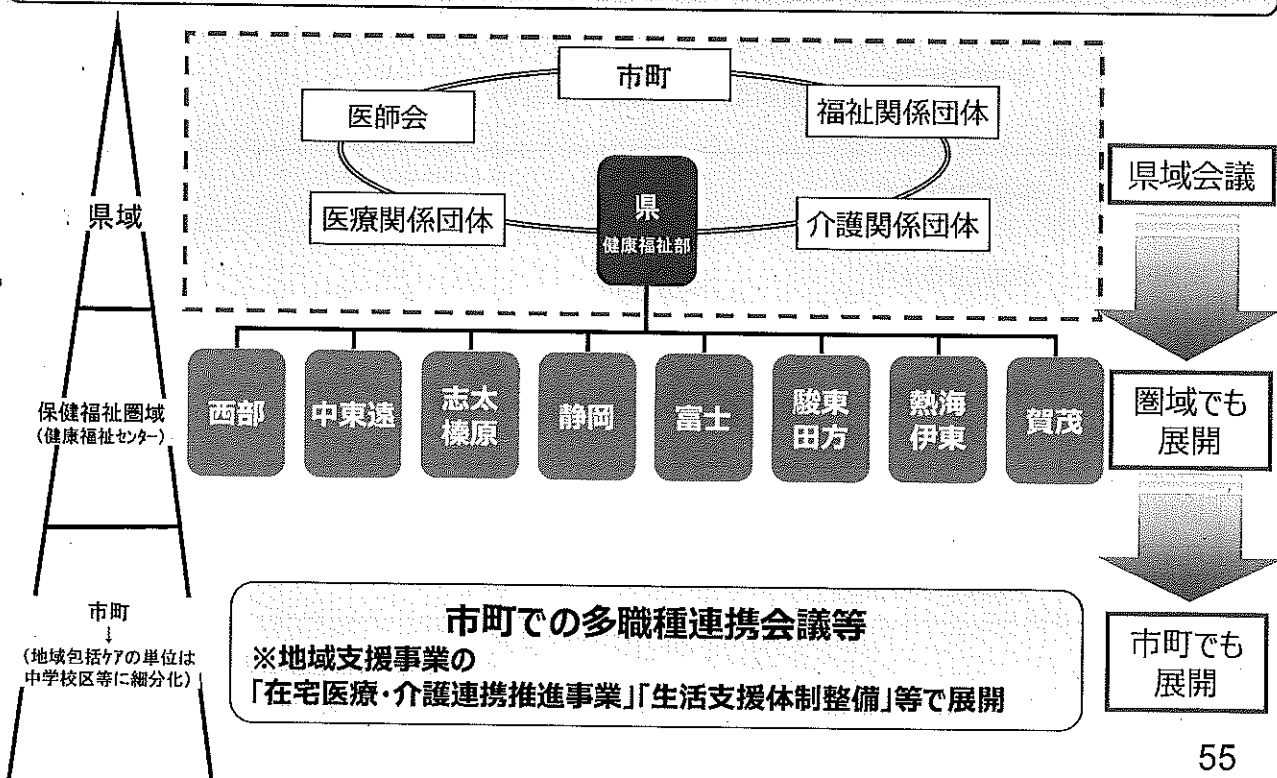 市町
医師会
福祉関係団体
県
健康福祉部
医療関係団体
介護関係団体
県域
県域会議
保健福祉圏域
(健康福祉センター)
西部
中東遠
志太
榛原
静岡
富士
駿東
田方
熱海
伊東
賀茂
圏域でも
展開
市町
↓
(地域包括ケアの単位は
中学校区等に細分化)
市町での多職種連携会議等
※地域支援事業の
「在宅医療・介護連携推進事業」「生活支援体制整備」等で展開
市町でも
展開
55